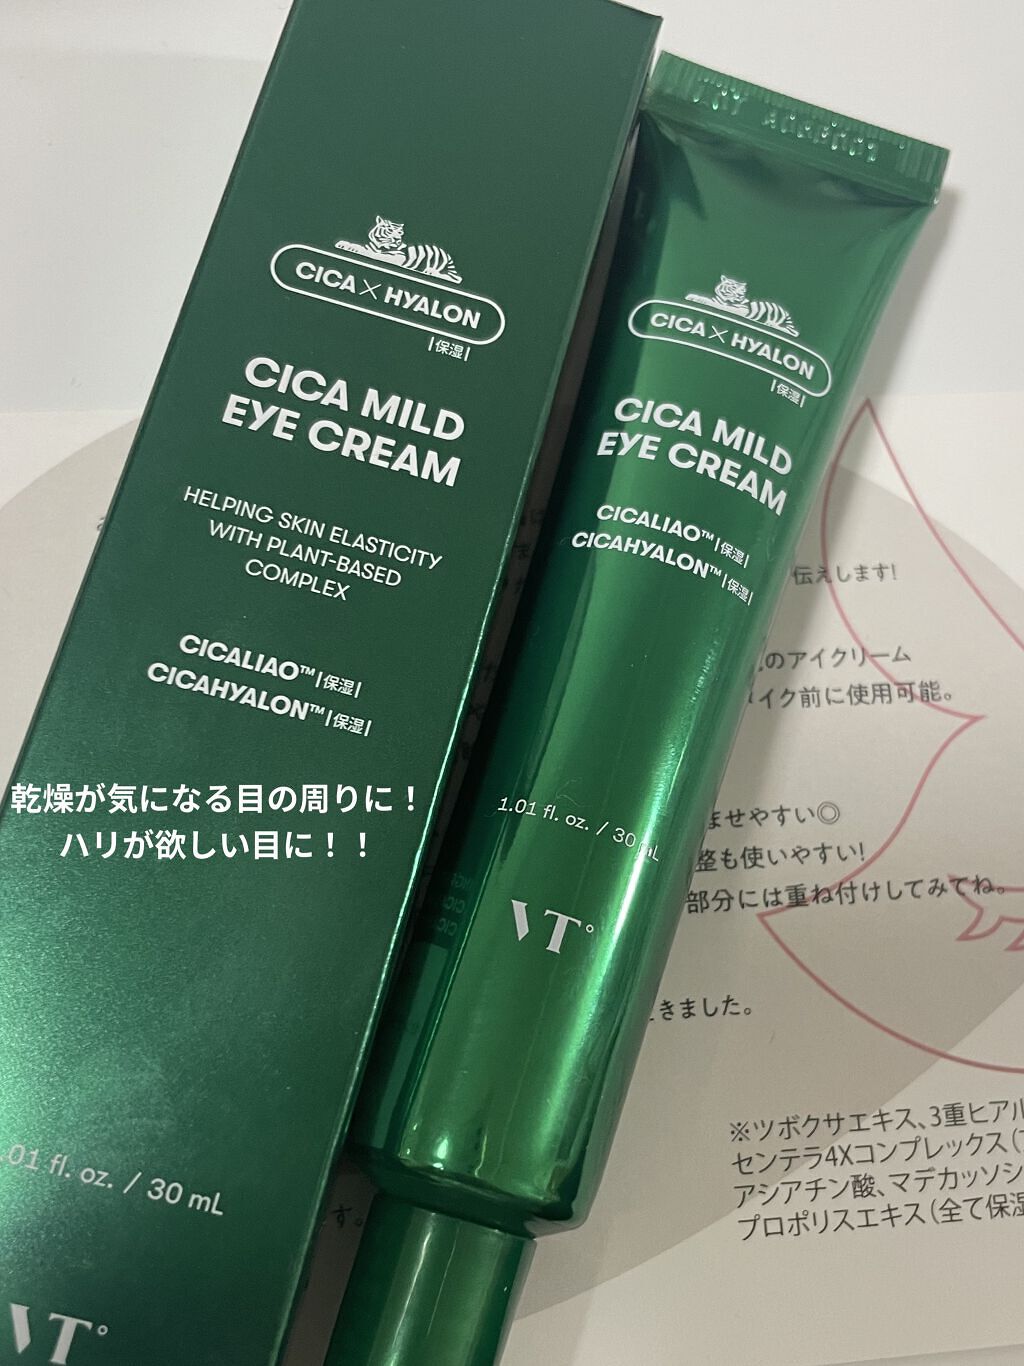 CICA×HYALON
|保湿|
CICA MILD
EYE CREAM
HELPING SKIN ELASTICITY
WITH PLANT-BASED
COMPLEX
CICALIAO™|保湿|
CICAHYALON™|保湿|
乾燥が気になる目の周りに!
ハリが欲しい目に!!
.01 fl. oz. / 30 mL
VT°
CICA×HYALON
|保湿|
CICA MILD
EYE CREAM
CICALIAO™|保湿|
CICAHYALON™|保湿|
1.01 fl. oz. / 30 mL
VT°
伝えします!
のアイクリーム
イク前に使用可能。
ませやすい◎
整も使いやすい!
部分には重ね付けしてみてね。
きました。
す。
※ツボクサエキス、3重ヒアル
センテラ4Xコンプレックス(
アシアチン酸、マデカッソシ
プロポリスエキス(全て保湿